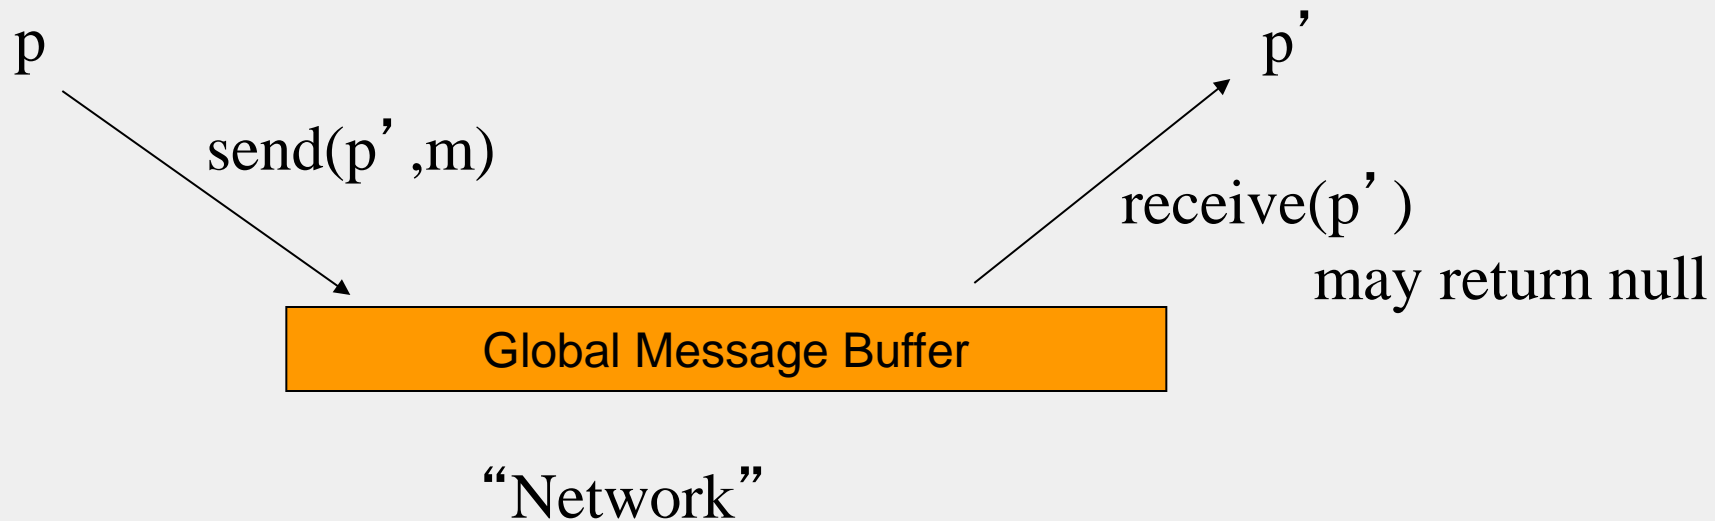 p
p’
send(p’,m)
receive(p’)
may return null
Global Message Buffer
“Network”